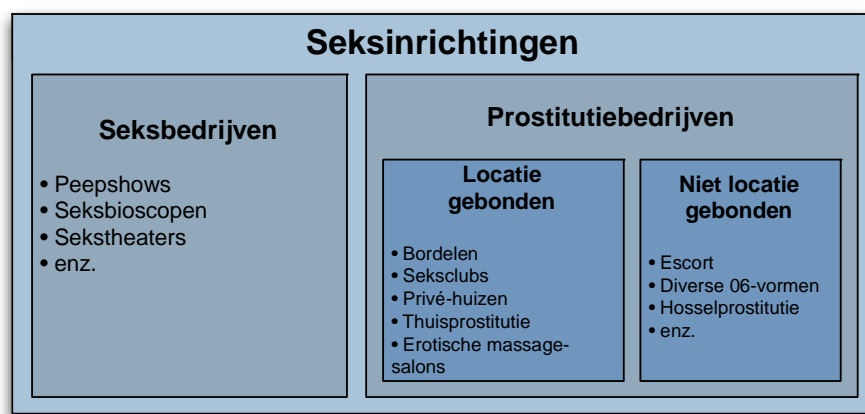 Seksinrichtingen
Seksbedrijven
• Peepshows
• Seksbioscopen
• Sekstheaters
• enz.
Prostitutiebedrijven
Locatie
gebonden
• Bordelen
• Seksclubs
• Privé-huizen
• Thuisprostitutie
• Erotische massage-
salons
Niet locatie
gebonden
• Escort
• Diverse 06-vormen
• Hosselprostitutie
• enz.